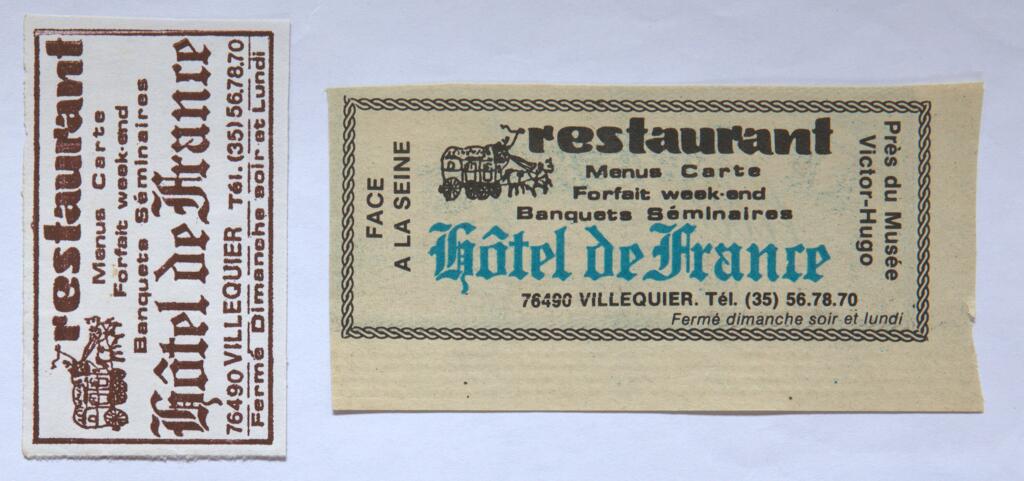 restaurant
Menus Carte
Forfait week-end
Banquets Séminaires
Hôtel de France
76490 VILLEQUIER Tél. (35) 56.78.70
Fermé Dimanche soir et Lundi
FACE
A LA SEINE
restaurant
Menus Carte
Forfait week-end
Banquets Séminaires
Hôtel de France
76490 VILLEQUIER. Tél. (35) 56.78.70
Fermé dimanche soir et lundi
Près du Musée
Victor-Hugo